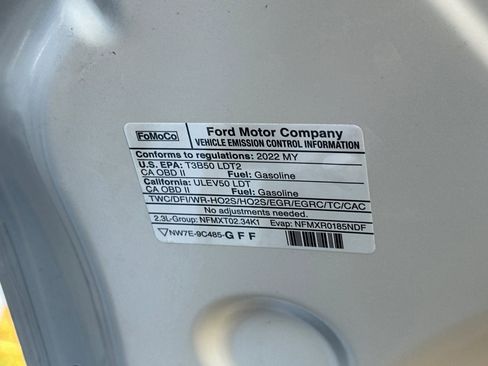 FoMoCo
Ford Motor Company
VEHICLE EMISSION CONTROL INFORMATION
Conforms to regulations: 2022 MY
U.S. EPA: T3B50 LDT2
CA OBD II Fuel: Gasoline
California: ULEV50 LDT
CA OBD II Fuel: Gasoline
TWC/DFI/WR-HO2S/HO2S/EGR/EGRC/TC/CAC
No adjustments needed.
2.3L-Group: NFMXT02.34K1 Evap: NFMXR0185NDF
NW7E-9C485-GFF